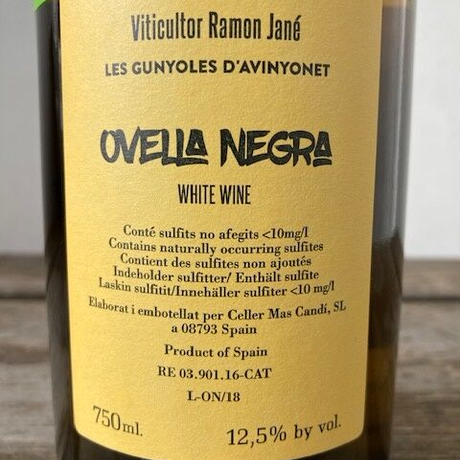 Viticultor Ramon Jané
LES GUNYOLES D'AVINYONET
OVELLA NEGRA
WHITE WINE
Conté sulfits no afegits <10mg/l
Contains naturally occurring sulfites
Contient des sulfites non ajoutés
Indeholder sulfitter/ Enthält sulfite
Laskin sulfitit/Innehäller sulfiter <10 mg/l
Elaborat i embotellat per Celler Mas Candí, SL
a 08793 Spain
Product of Spain
RE 03.901.16-CAT
L-ON/18
750ml.
12,5% by vol.